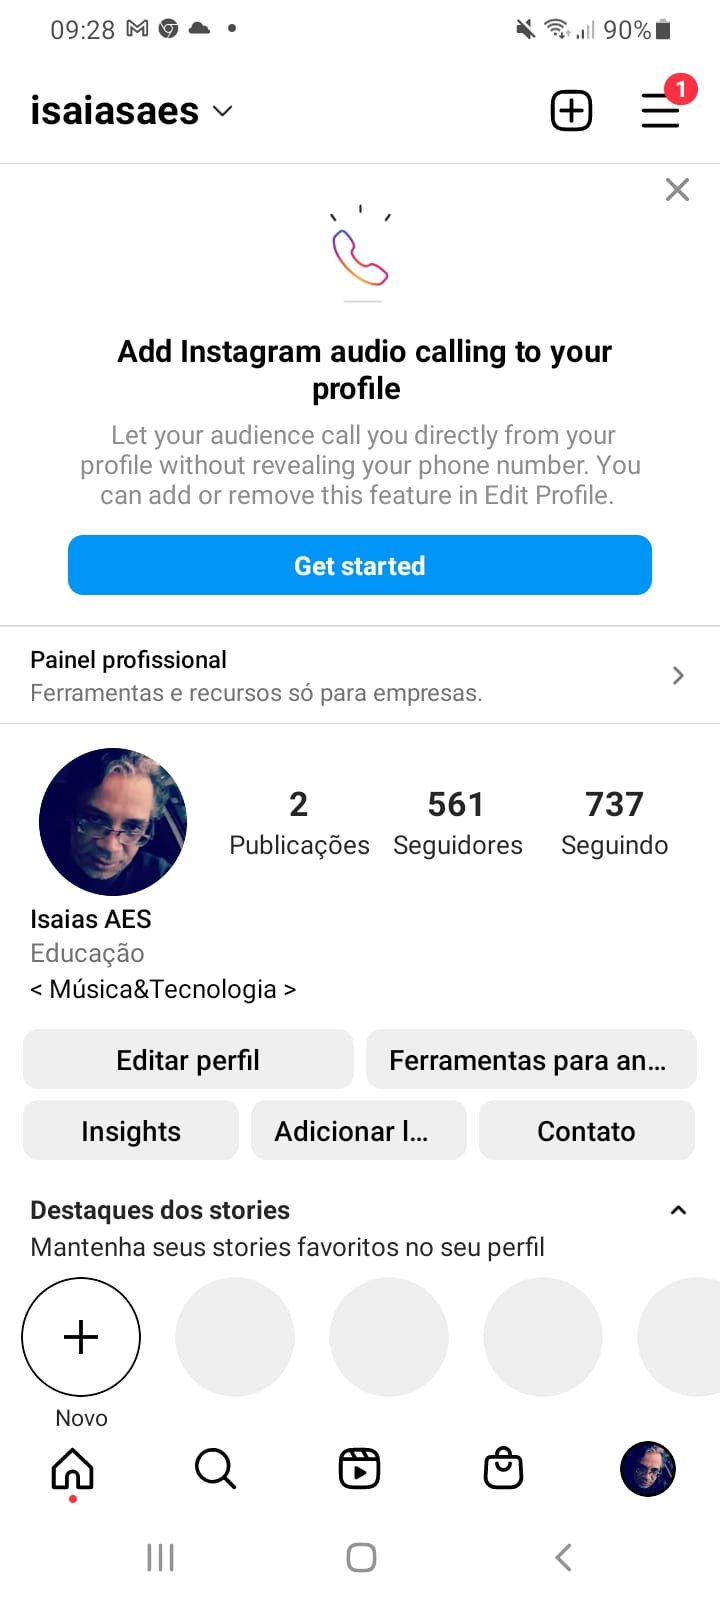 09:28
90%
isaiasaes
1
Add Instagram audio calling to your
profile
Let your audience call you directly from your
profile without revealing your phone number. You
can add or remove this feature in Edit Profile.
Get started
Painel profissional
Ferramentas e recursos só para empresas.
2
561
737
Publicações
Seguidores
Seguindo
Isaias AES
Educação
< Música&Tecnologia >
Editar perfil
Ferramentas para an...
Insights
Adicionar l...
Contato
Destaques dos stories
Mantenha seus stories favoritos no seu perfil
Novo